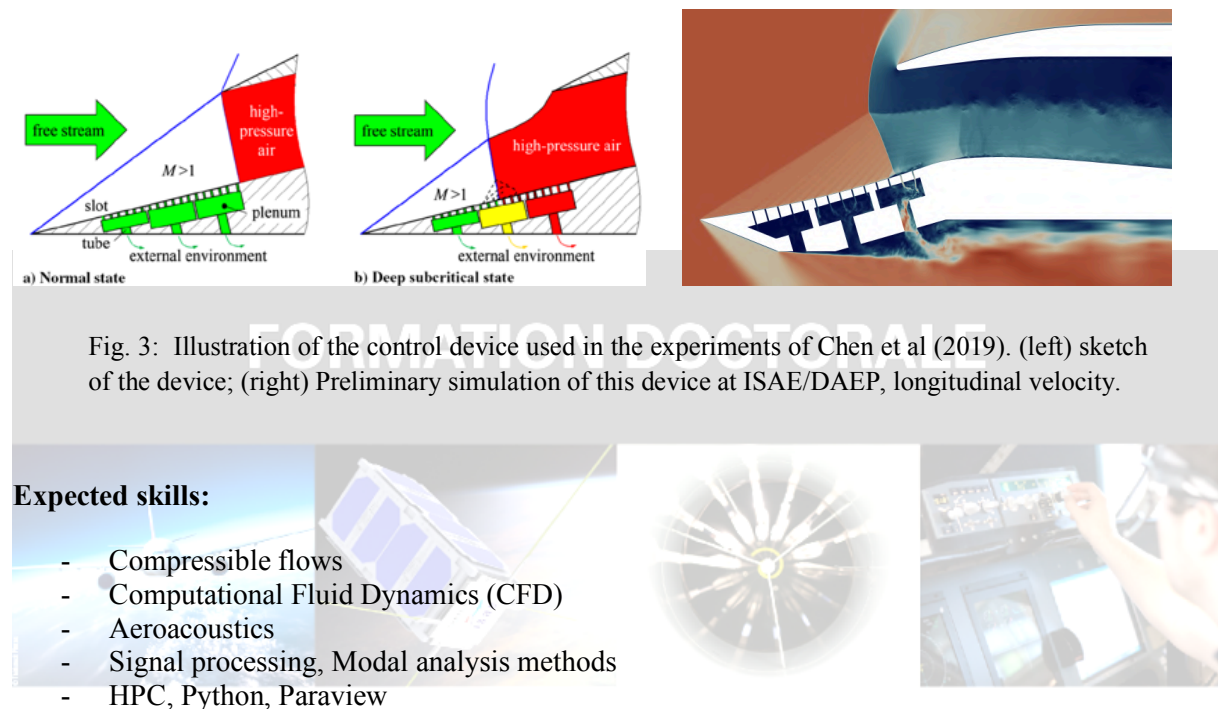 free stream
high-
pressure
air
M>1
slot
plenum
tube
external environment
a) Normal state
free stream
high-pressure air
M>1
external environment
b) Deep subcritical state
FORMATION DOCTORALE
Fig. 3: Illustration of the control device used in the experiments of Chen et al (2019). (left) sketch
of the device; (right) Preliminary simulation of this device at ISAE/DAEP, longitudinal velocity.
Expected skills:
- Compressible flows
- Computational Fluid Dynamics (CFD)
- Aeroacoustics
- Signal processing, Modal analysis methods
- HPC, Python, Paraview